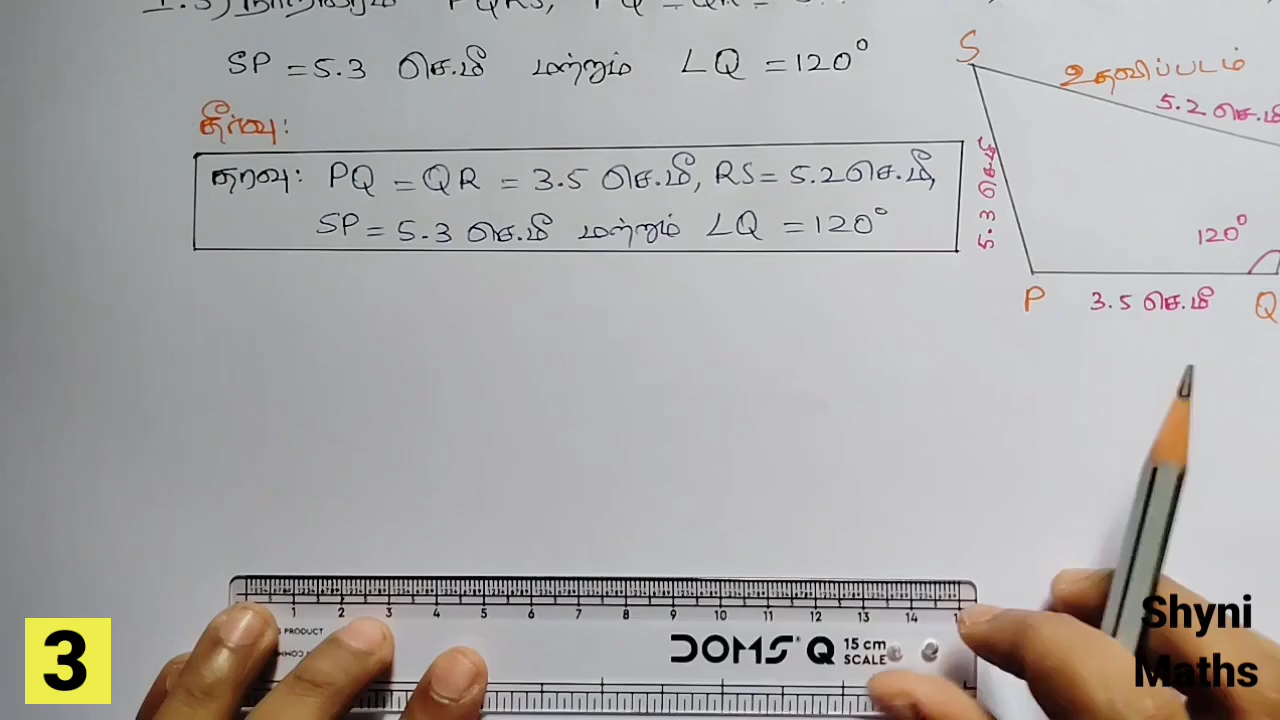 PQRS,
SP = 5.3 செ.மீ மற்றும் ∠Q = 120°
தீர்வு:
தரவு: PQ = QR = 3.5 செ.மீ, RS = 5.2 செ.மீ,
SP = 5.3 செ.மீ மற்றும் ∠Q = 120°
S
உதவிப்படம்
5.2 செ.மீ
5.3 செ.மீ
120°
P 3.5 செ.மீ Q
1 2 3 4 5 6 7 8 9 10 11 12 13 14
PRODUCT
DOMS Q 15 cm
SCALE
3
Shyni
Maths